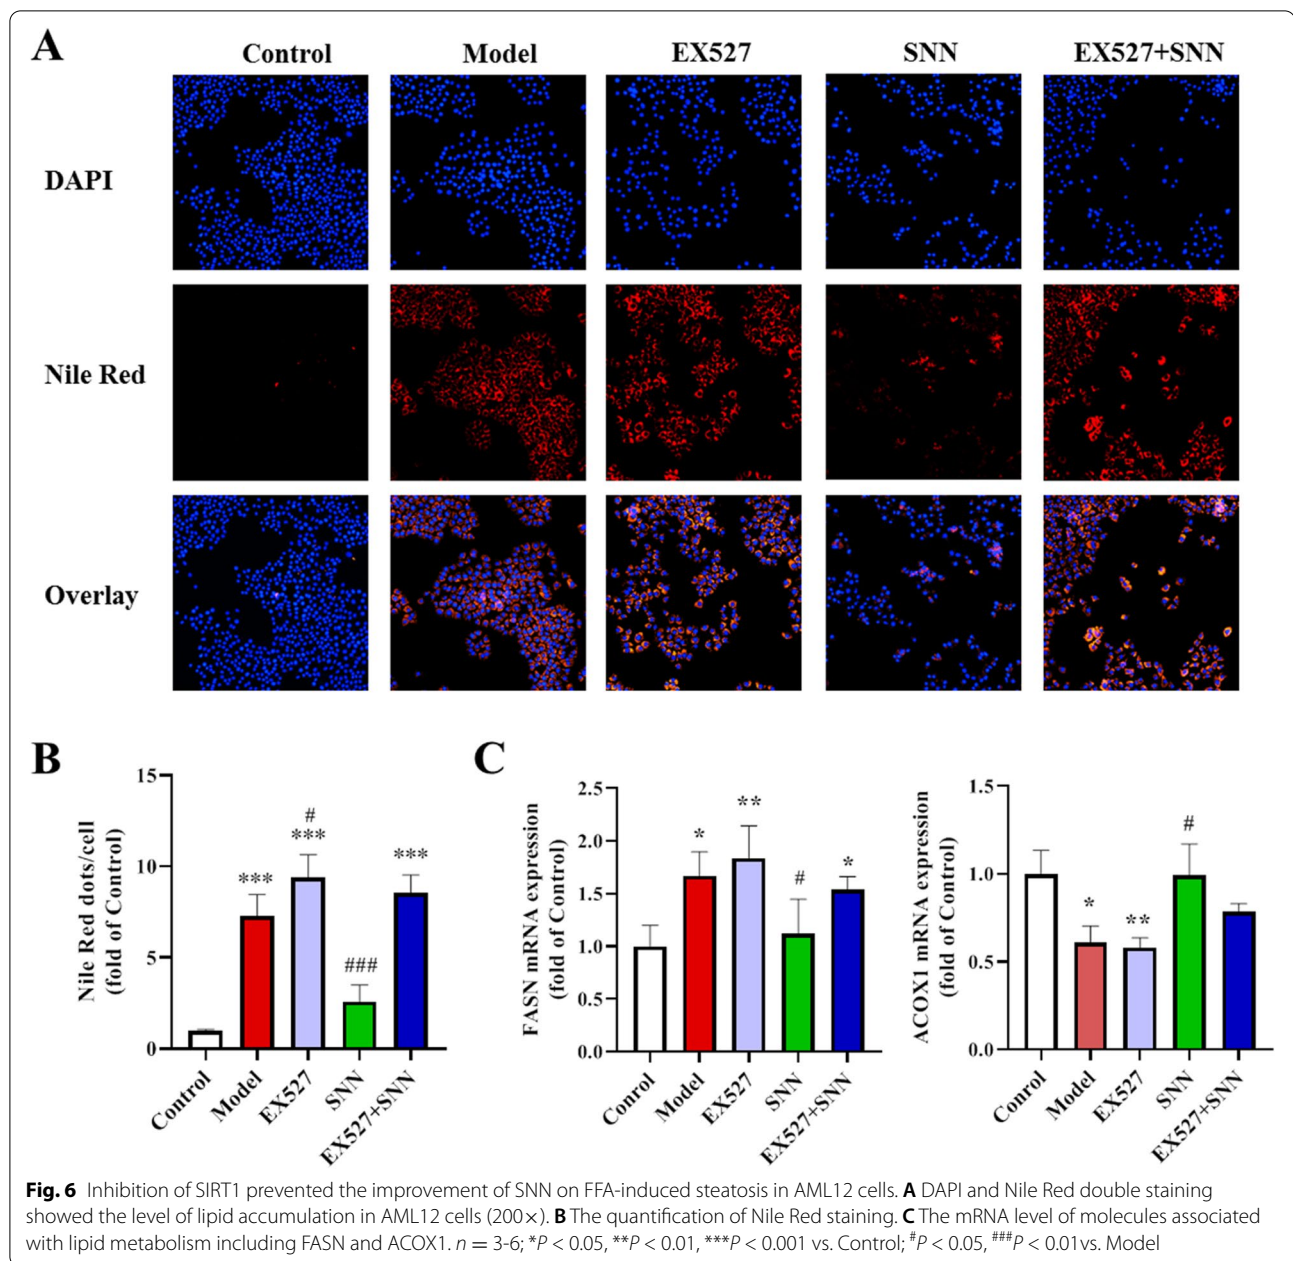 A
Control Model EX527 SNN EX527+SNN
DAPI
Nile Red
Overlay
B
Nile Red dots/cell
(fold of Control)
15
10
5
0
***
#
***
###
***
Control Model EX527 SNN EX527+SNN
C
FASN mRNA expression
(fold of Control)
2.5
2.0
1.5
1.0
0.5
0.0
*
**
#
*
Conrol Model EX527 SNN EX527+SNN
ACOX1 mRNA expression
(fold of Control)
1.5
1.0
0.5
0.0
*
**
#
Conrol Model EX527 SNN EX527+SNN
Fig. 6 Inhibition of SIRT1 prevented the improvement of SNN on FFA-induced steatosis in AML12 cells. A DAPI and Nile Red double staining
showed the level of lipid accumulation in AML12 cells (200×). B The quantification of Nile Red staining. C The mRNA level of molecules associated
with lipid metabolism including FASN and ACOX1. n = 3-6; *P < 0.05, **P < 0.01, ***P < 0.001 vs. Control; #P < 0.05, ###P < 0.01vs. Model